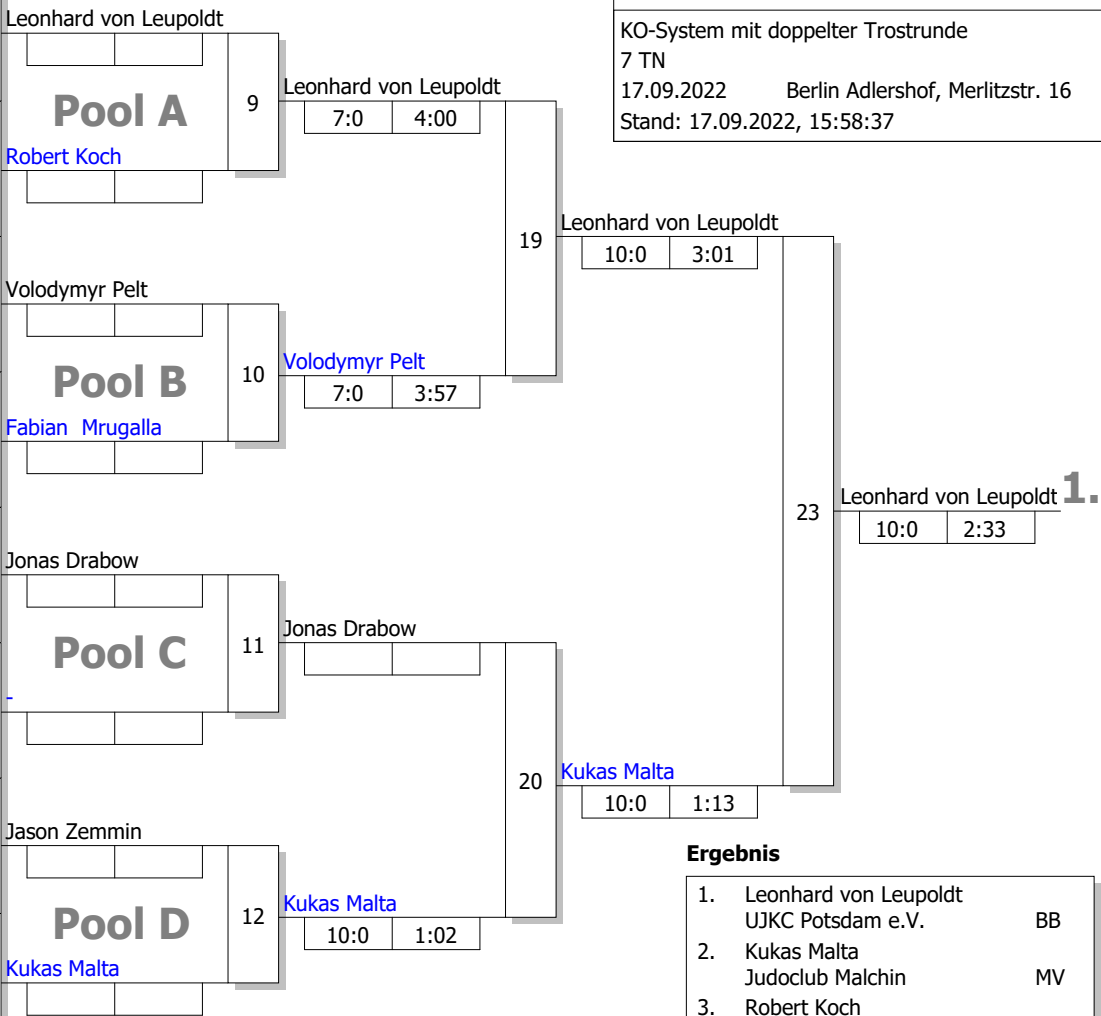 Leonhard von Leupoldt
KO-System mit doppelter Trostrunde
7 TN
17.09.2022 Berlin Adlershof, Merlitzstr. 16
Stand: 17.09.2022, 15:58:37
Pool A
9
Leonhard von Leupoldt
7:0 4:00
Robert Koch
19
Leonhard von Leupoldt
10:0 3:01
Volodymyr Pelt
Pool B
10
Volodymyr Pelt
7:0 3:57
Fabian Mrugalla
23
Leonhard von Leupoldt 1.
10:0 2:33
Jonas Drabow
Pool C
11
Jonas Drabow
-
20
Kukas Malta
10:0 1:13
Jason Zemmin
Pool D
12
Kukas Malta
10:0 1:02
Kukas Malta
Ergebnis
1. Leonhard von Leupoldt
UJKC Potsdam e.V. BB
2. Kukas Malta
Judoclub Malchin MV
3. Robert Koch